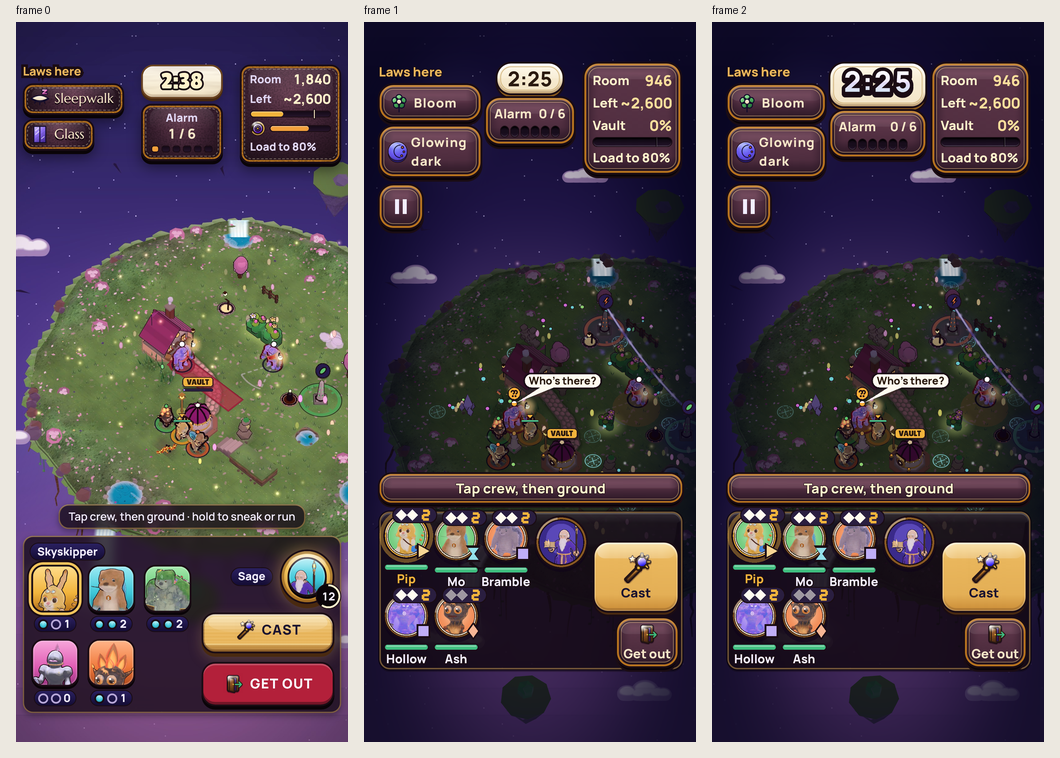 frame 0
Laws here
Sleepwalk
Glass
2:38
Alarm
1 / 6
Room 1,840
Left ~2,600
Load to 80%
VAULT
Tap crew, then ground · hold to sneak or run
Skyskipper
Sage
12
1
2
2
CAST
0
1
GET OUT
frame 1
Laws here
Bloom
Glowing
dark
2:25
Alarm 0 / 6
Room 946
Left ~2,600
Vault 0%
Load to 80%
Who's there?
??
VAULT
Tap crew, then ground
2
2
2
Pip
Mo
Bramble
Cast
2
2
Hollow
Ash
Get out
frame 2
Laws here
Bloom
Glowing
dark
2:25
Alarm 0 / 6
Room 946
Left ~2,600
Vault 0%
Load to 80%
Who's there?
??
VAULT
Tap crew, then ground
2
2
2
Pip
Mo
Bramble
Cast
2
2
Hollow
Ash
Get out